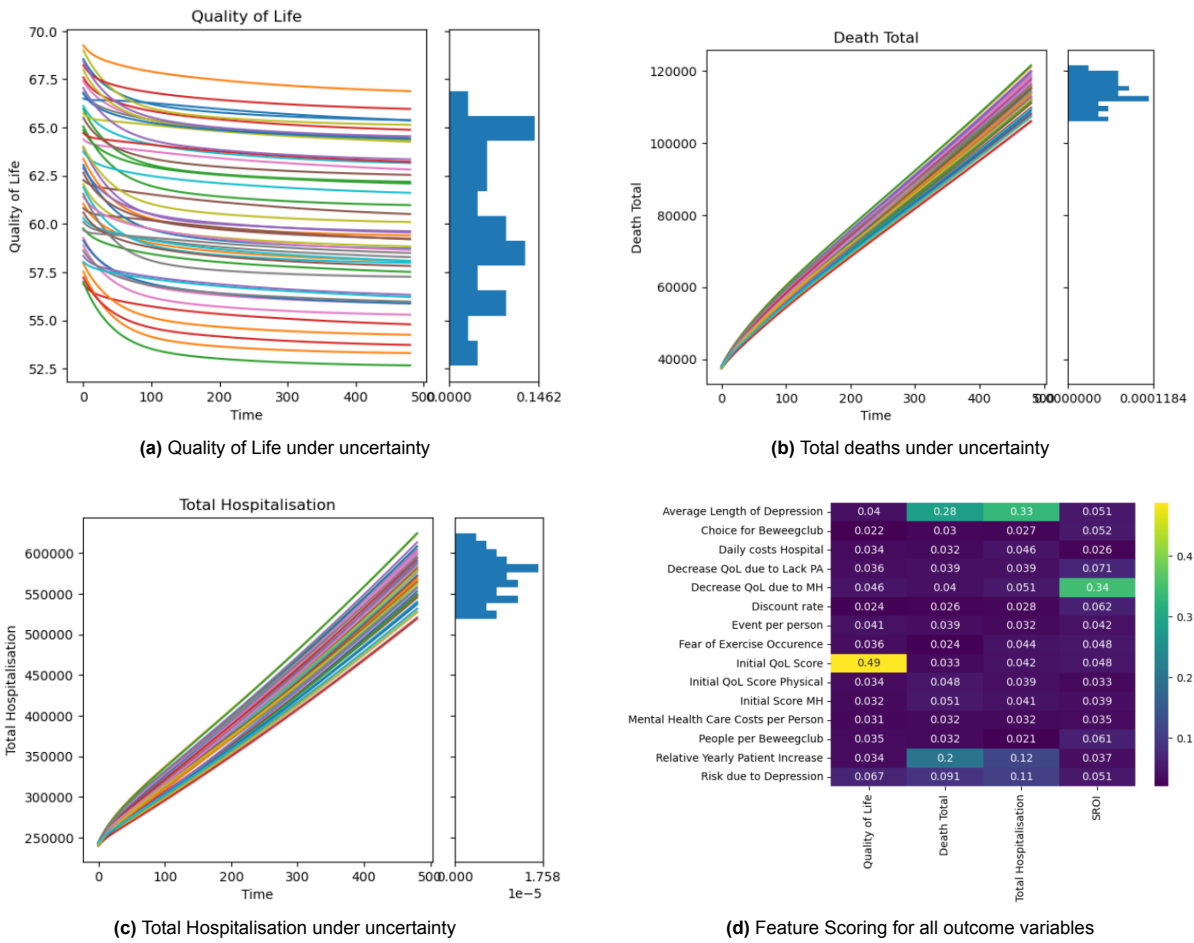 Quality of Life
70.0
67.5
65.0
62.5
60.0
57.5
55.0
52.5
Quality of Life
0 100 200 300 400 500
0.0000 0.1462
Time
(a) Quality of Life under uncertainty
Death Total
120000
100000
80000
60000
40000
Death Total
0 100 200 300 400 500
0.0000000 0.0001184
Time
(b) Total deaths under uncertainty
Total Hospitalisation
600000
550000
500000
450000
400000
350000
300000
250000
Total Hospitalisation
0 100 200 300 400 500
0.000 1.758
1e-5
Time
(c) Total Hospitalisation under uncertainty
Average Length of Depression 0.04 0.28 0.33 0.051
Choice for Beweegclub 0.022 0.03 0.027 0.052
Daily costs Hospital 0.034 0.032 0.046 0.026
Decrease QoL due to Lack PA 0.036 0.039 0.039 0.071
Decrease QoL due to MH 0.046 0.04 0.051 0.34
Discount rate 0.024 0.026 0.028 0.062
Event per person 0.041 0.039 0.032 0.042
Fear of Exercise Occurence 0.036 0.024 0.044 0.048
Initial QoL Score 0.49 0.033 0.042 0.048
Initial QoL Score Physical 0.034 0.048 0.039 0.033
Initial Score MH 0.032 0.051 0.041 0.039
Mental Health Care Costs per Person 0.031 0.032 0.032 0.035
People per Beweegclub 0.035 0.032 0.021 0.061
Relative Yearly Patient Increase 0.034 0.2 0.12 0.037
Risk due to Depression 0.067 0.091 0.11 0.051
Quality of Life
Death Total
Total Hospitalisation
SROI
0.4
0.3
0.2
0.1
(d) Feature Scoring for all outcome variables